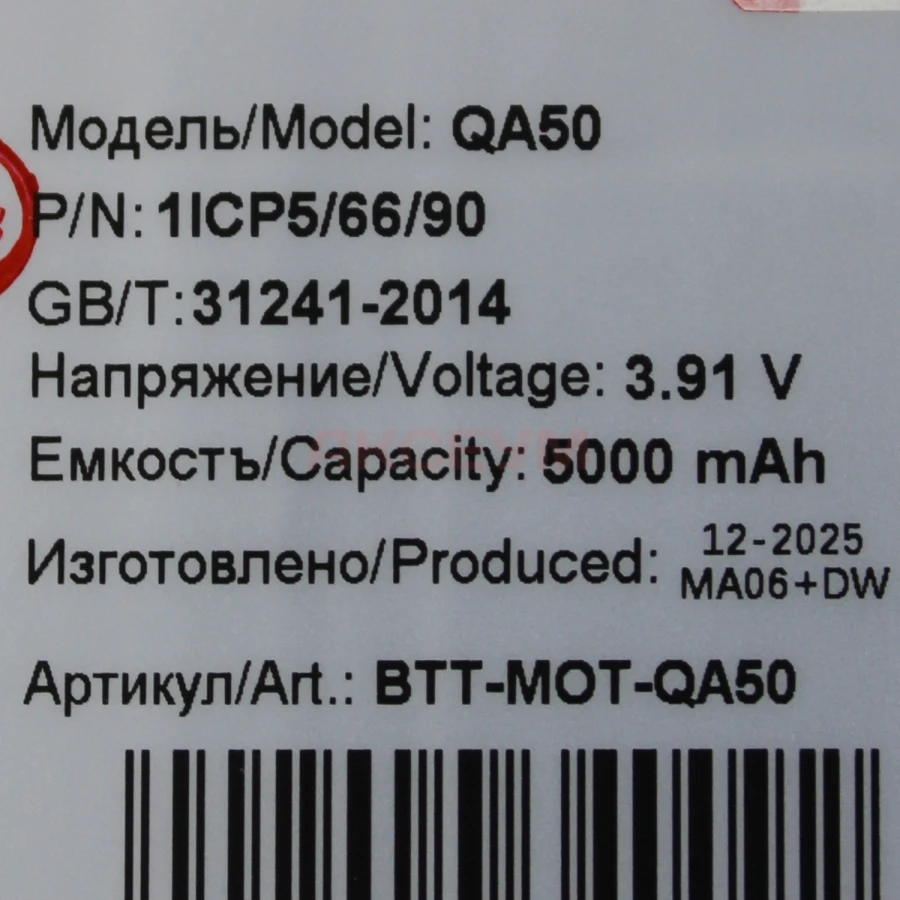 Модель/Model: QA50
P/N: 1ICP5/66/90
GB/T: 31241-2014
Напряжение/Voltage: 3.91 V
Емкость/Capacity: 5000 mAh
Изготовлено/Produced: 12-2025
MA06+DW
Артикул/Art.: BTT-MOT-QA50